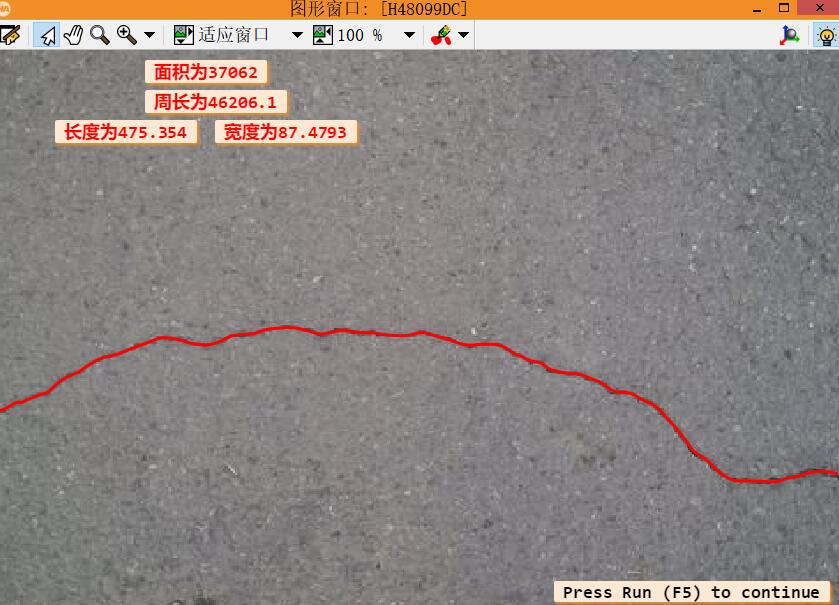 图形窗口: [H48099DC]
适应窗口 100 %
面积为37062
周长为46206.1
长度为475.354 宽度为87.4793
Press Run (F5) to continue